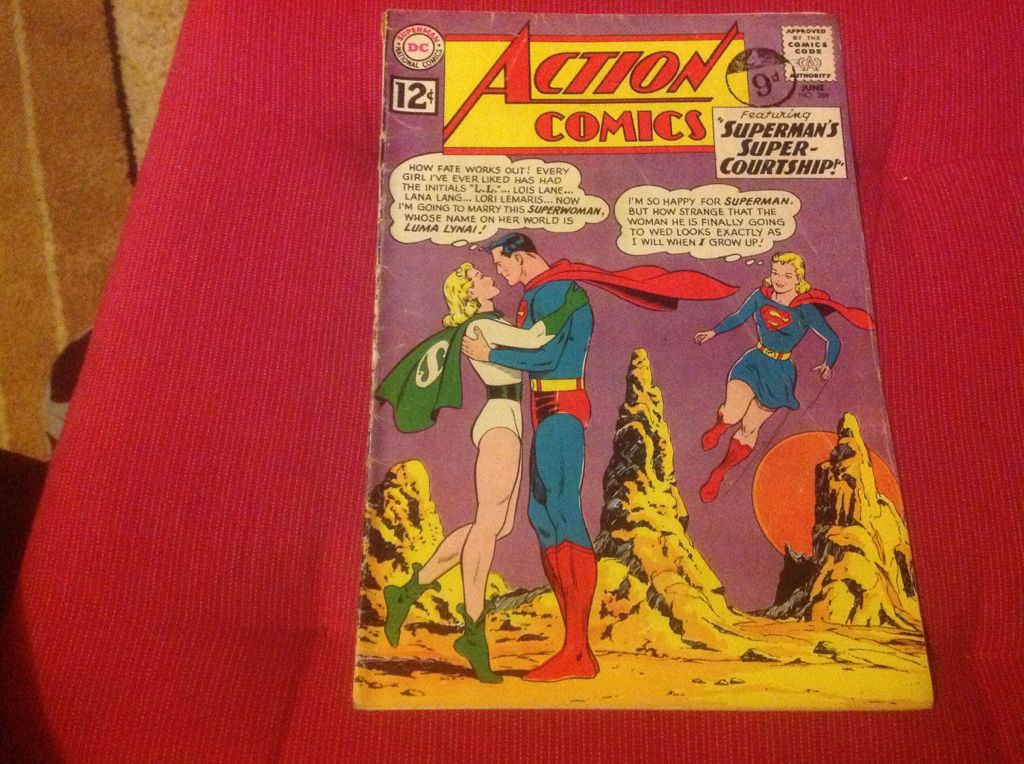 SUPERMAN
DC
NATIONAL COMICS
12¢
ACTION
COMICS
9d
APPROVED
BY THE
COMICS
CODE
CA
AUTHORITY
JUNE
NO. 289
Featuring
"SUPERMAN'S
SUPER-
COURTSHIP!"
HOW FATE WORKS OUT! EVERY
GIRL I'VE EVER LIKED HAS HAD
THE INITIALS "L.L."... LOIS LANE...
LANA LANG... LORI LEMARIS... NOW
I'M GOING TO MARRY THIS SUPERWOMAN,
WHOSE NAME ON HER WORLD IS
LUMA LYNAI!
I'M SO HAPPY FOR SUPERMAN.
BUT HOW STRANGE THAT THE
WOMAN HE IS FINALLY GOING
TO WED LOOKS EXACTLY AS
I WILL WHEN I GROW UP!
S
S
S